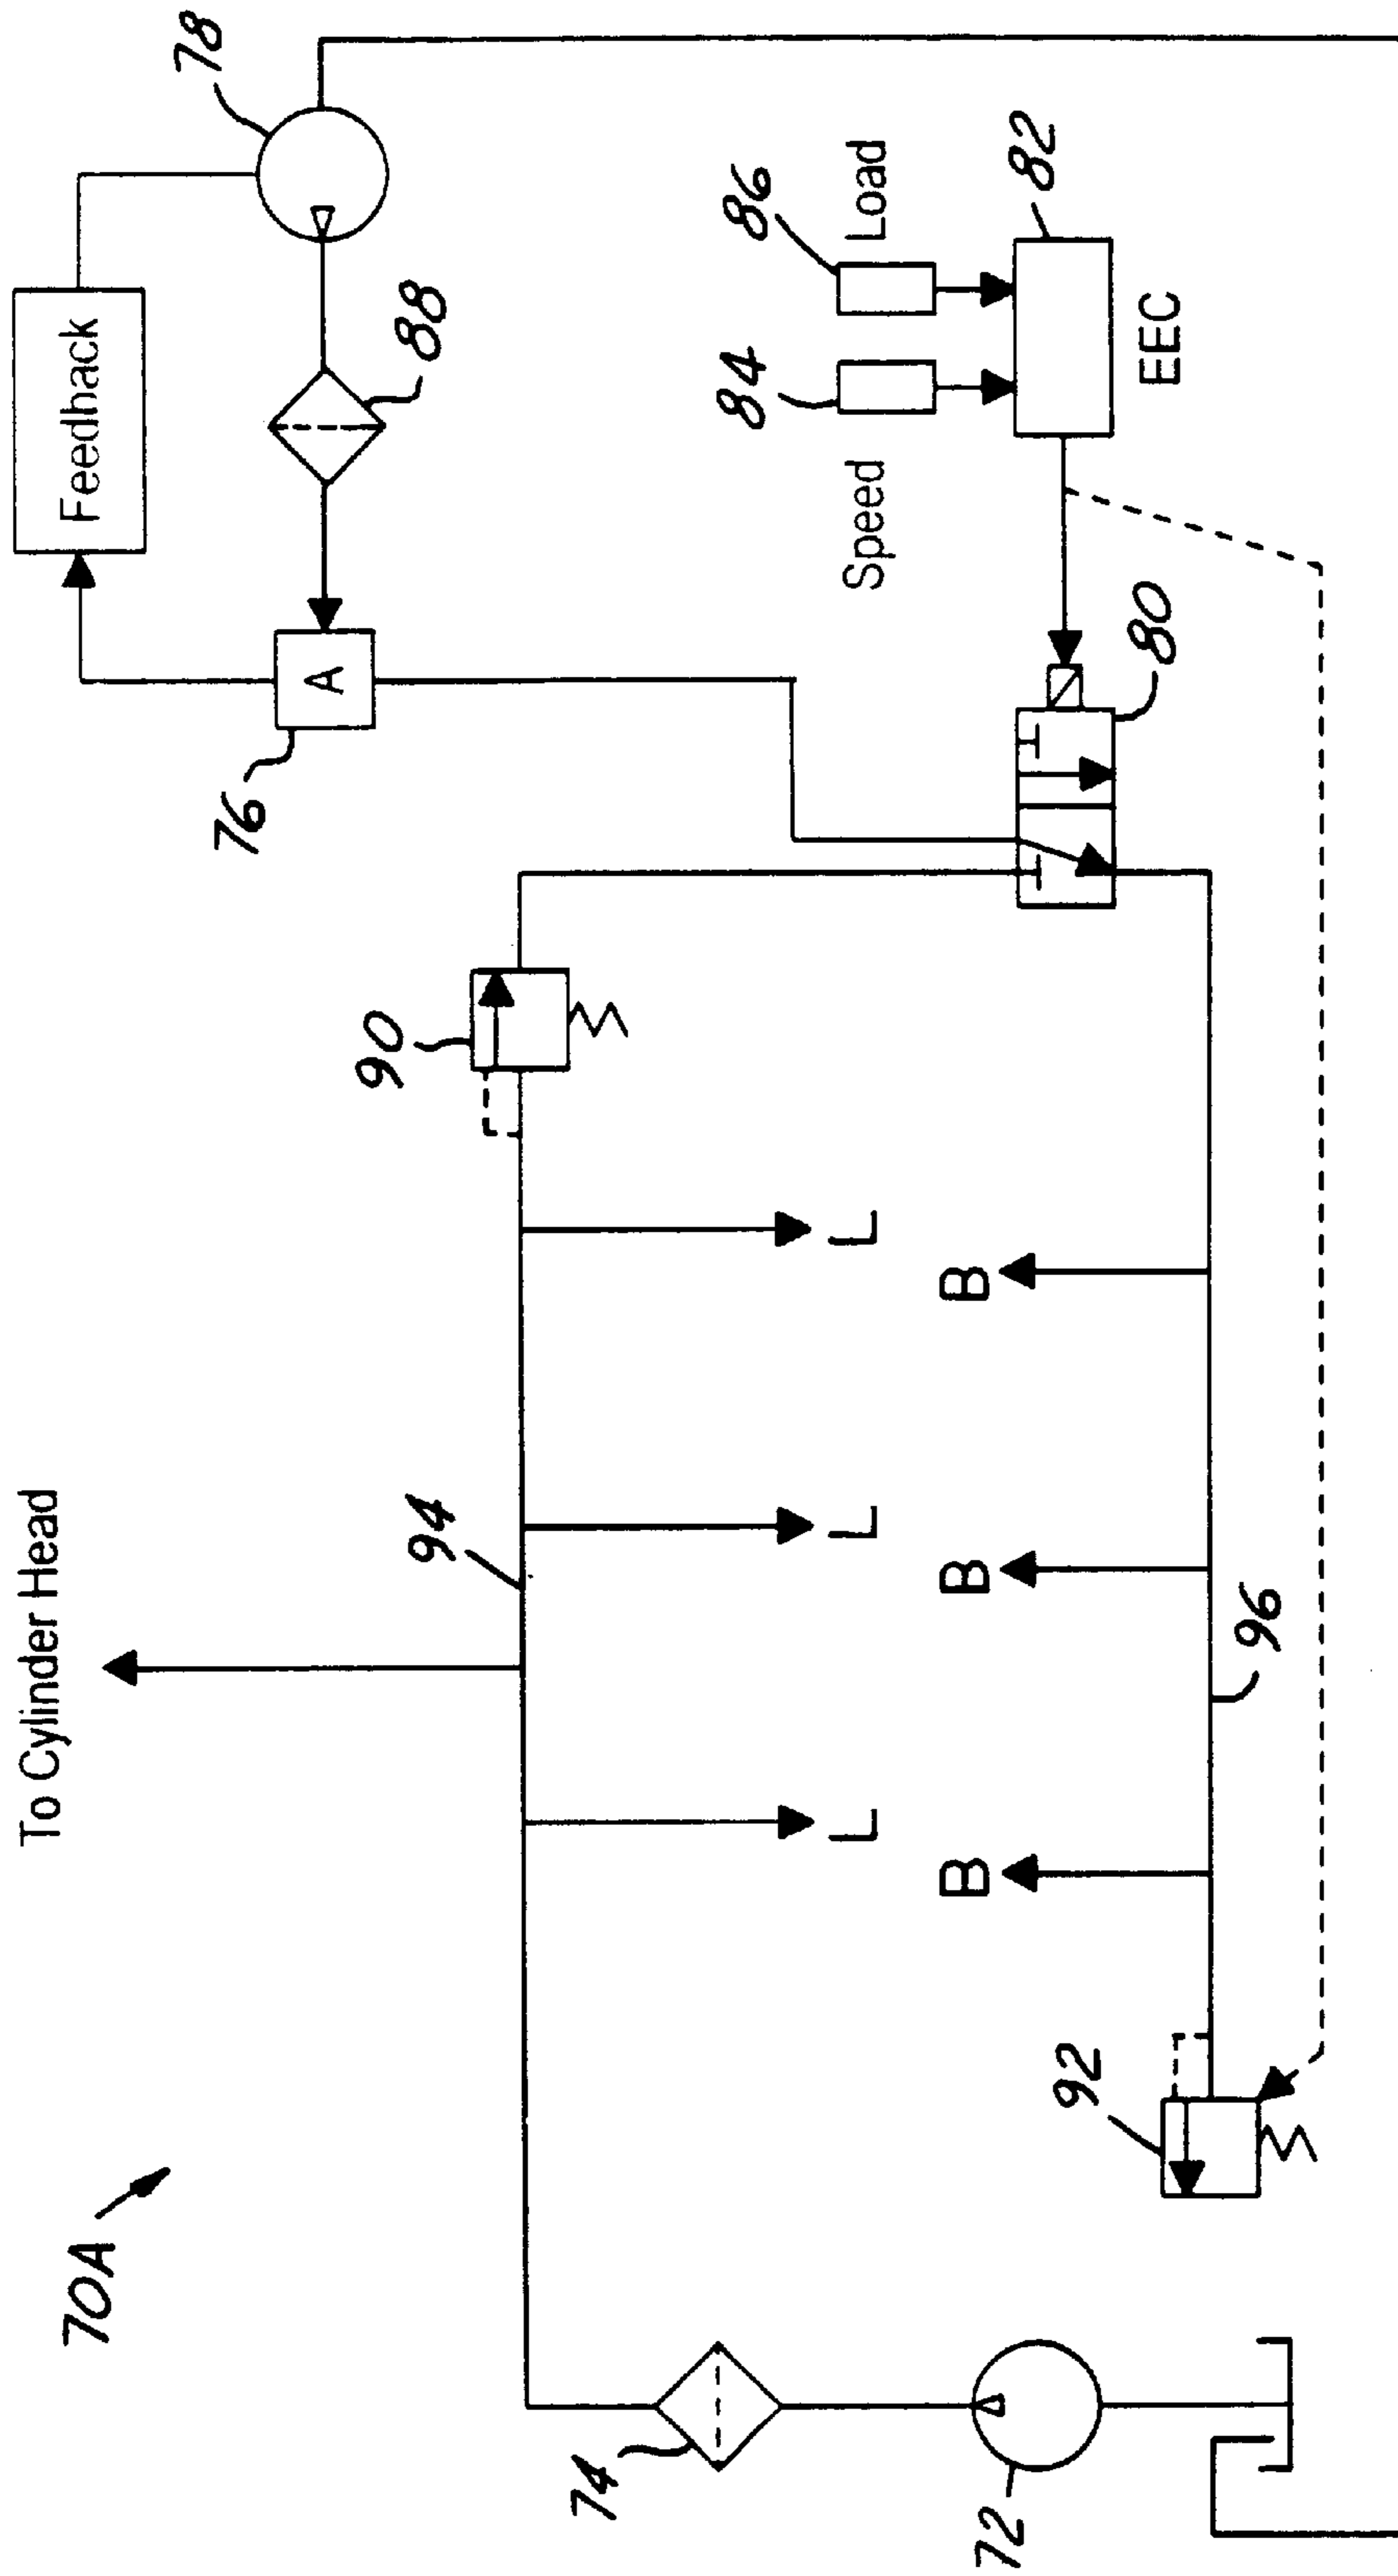 70A
To Cylinder Head
Feedback
78
76
A
88
94
90
74
84
86
L
L
L
Speed
Load
B
B
B
72
92
82
80
EEC
96